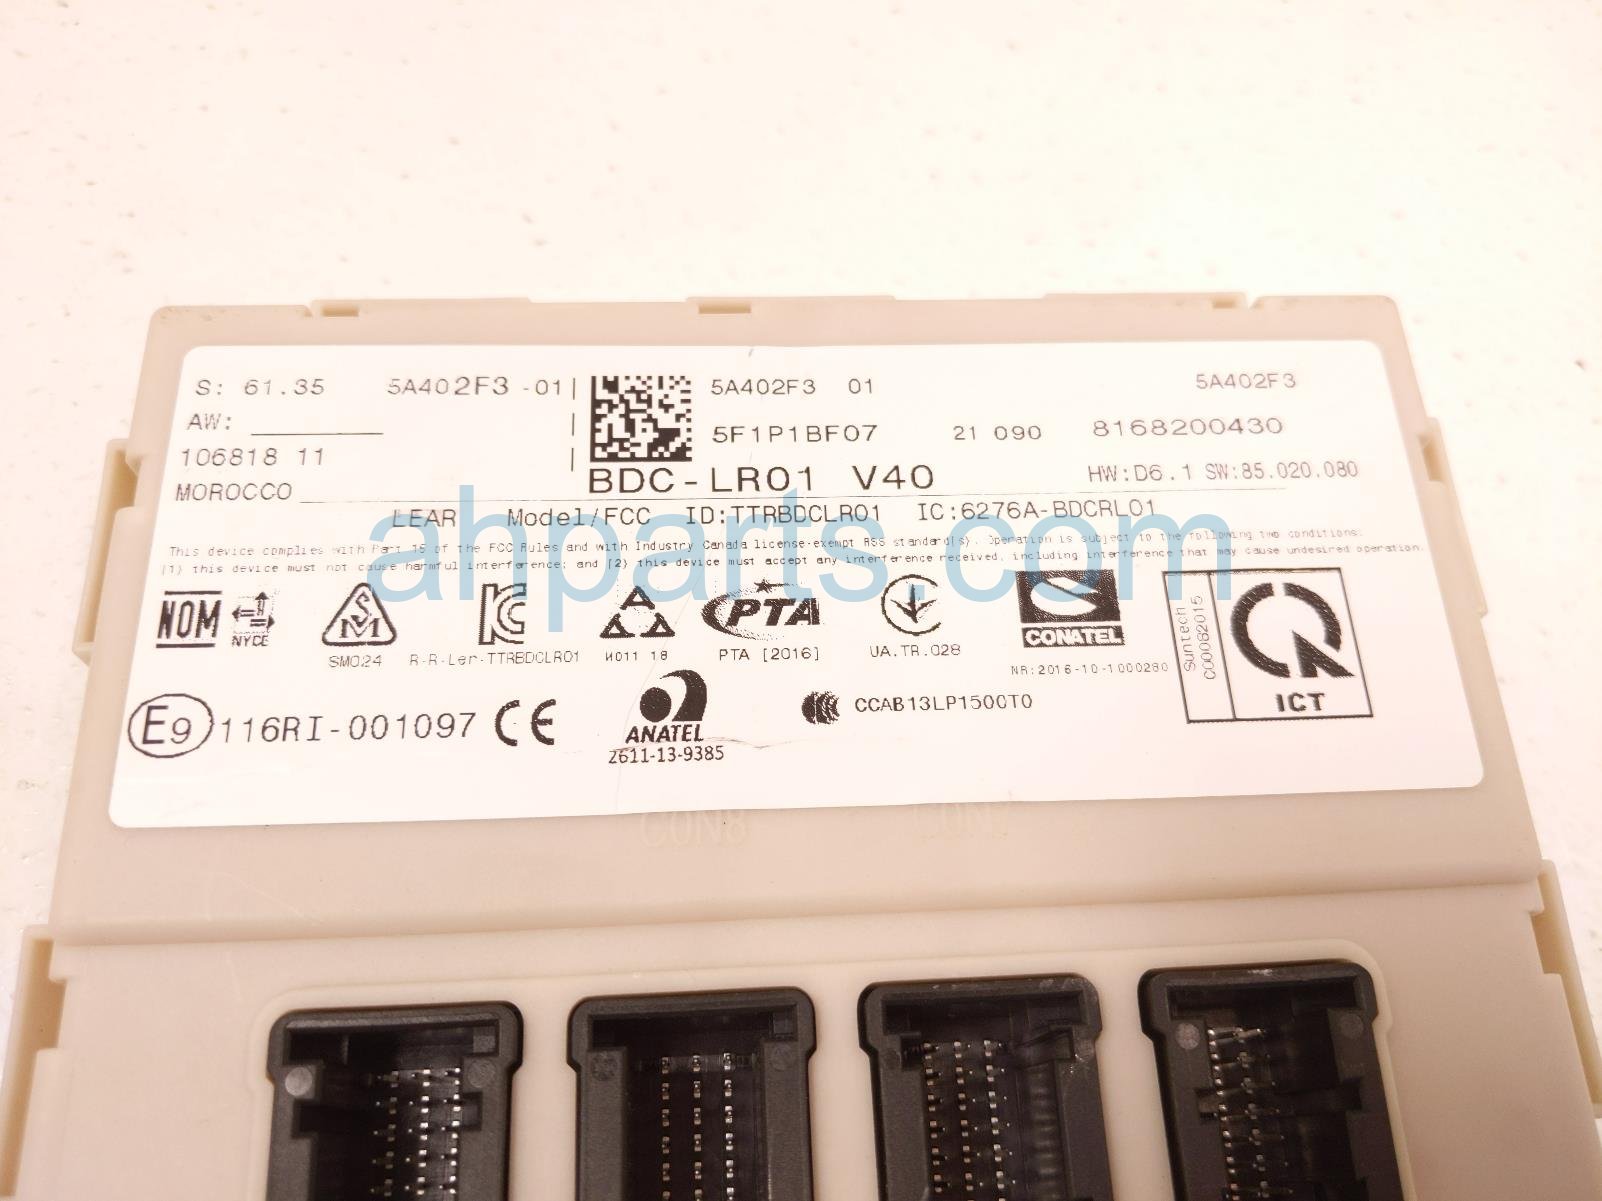 S: 61.35 5A402F3 -01 5A402F3 01 5A402F3
AW:
5F1P1BF07 21 090 8168200430
106818 11
BDC-LR01 V40 HW:D6.1 SW:85.020.080
MOROCCO
LEAR Model/FCC ID:TTRBDCLR01 IC:6276A-BDCRL01
This device complies with Part 15 of the FCC Rules and with Industry Canada license-exempt RSS standard(s). Operation is subject to the following two conditions:
(1) this device must not cause harmful interference; and (2) this device must accept any interference received, including interference that may cause undesired operation.
ahparts.com
NOM NYCE
SM
SM024
KC
R-R-Ler-TTRBDCLR01
И011 18
PTA
PTA [2016]
UA.TR.028
CONATEL
NR:2016-10-1000280
Suntech
C00082015
ICT
E9 116RI-001097 CE
ANATEL
2611-13-9385
CCAB13LP1500T0
CON8